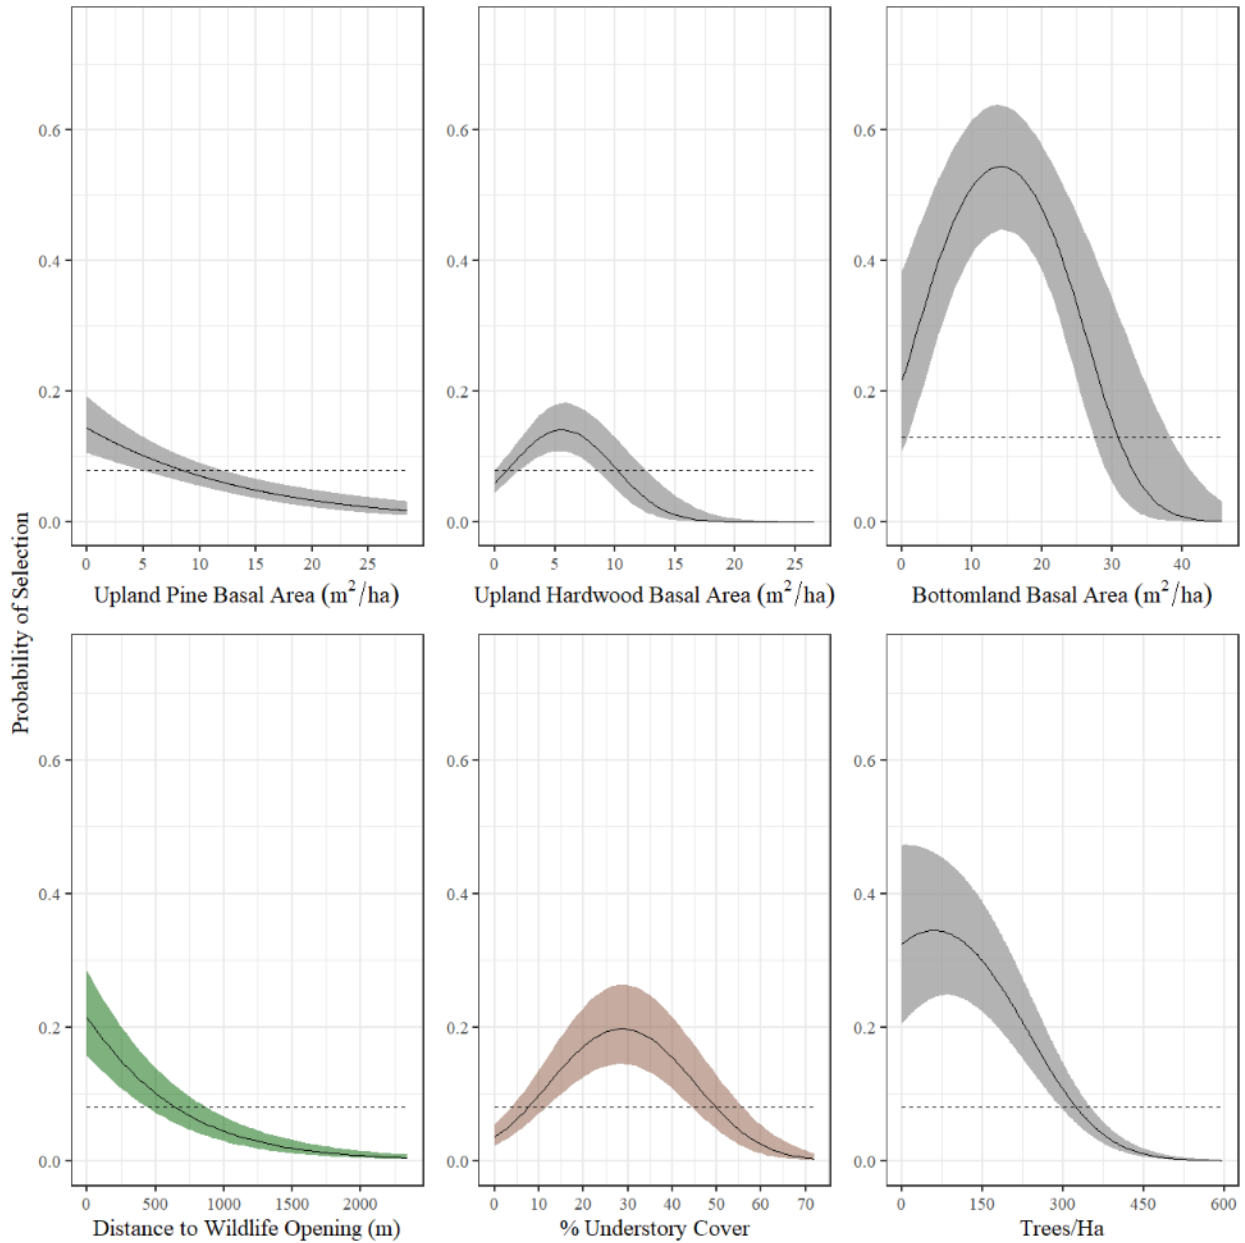 0.6
0.4
0.2
0.0
0 5 10 15 20 25
Upland Pine Basal Area (m²/ha)
0 5 10 15 20 25
Upland Hardwood Basal Area (m²/ha)
0.6
0.4
0.2
0.0
0 10 20 30 40
Bottomland Basal Area (m²/ha)
0.6
0.4
0.2
0.0
Probability of Selection
0.6
0.4
0.2
0.0
0 500 1000 1500 2000
Distance to Wildlife Opening (m)
0.6
0.4
0.2
0.0
0 10 20 30 40 50 60 70
% Understory Cover
0.6
0.4
0.2
0.0
0 150 300 450 600
Trees/Ha